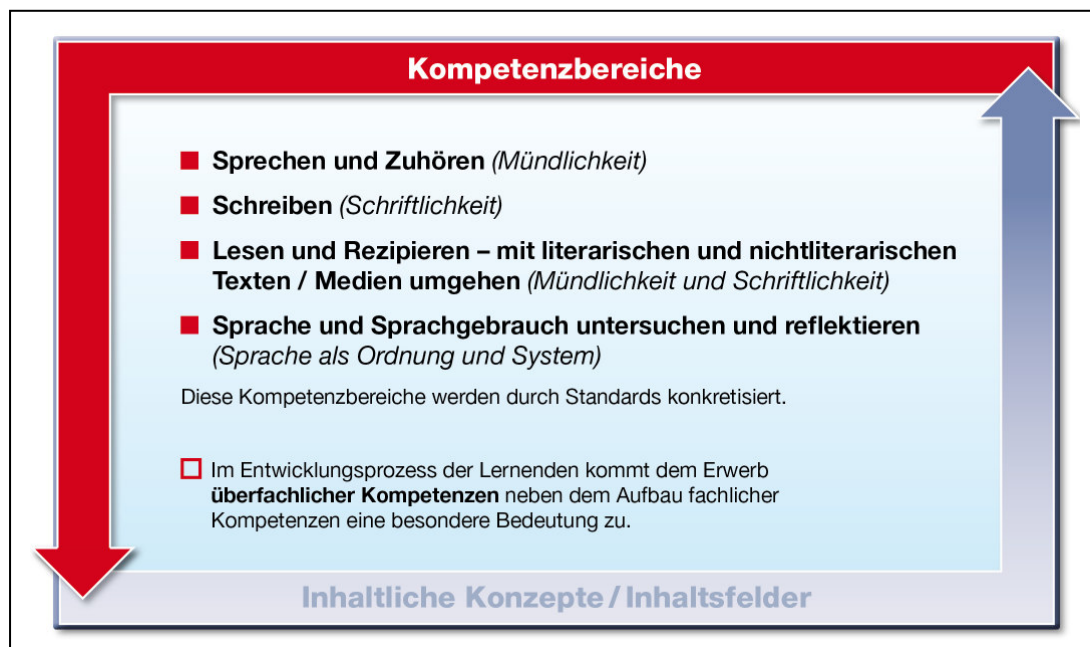 Kompetenzbereiche
Sprechen und Zuhören (Mündlichkeit)
Schreiben (Schriftlichkeit)
Lesen und Rezipieren – mit literarischen und nichtliterarischen
Texten / Medien umgehen (Mündlichkeit und Schriftlichkeit)
Sprache und Sprachgebrauch untersuchen und reflektieren
(Sprache als Ordnung und System)
Diese Kompetenzbereiche werden durch Standards konkretisiert.
Im Entwicklungsprozess der Lernenden kommt dem Erwerb
überfachlicher Kompetenzen neben dem Aufbau fachlicher
Kompetenzen eine besondere Bedeutung zu.
Inhaltliche Konzepte / Inhaltsfelder